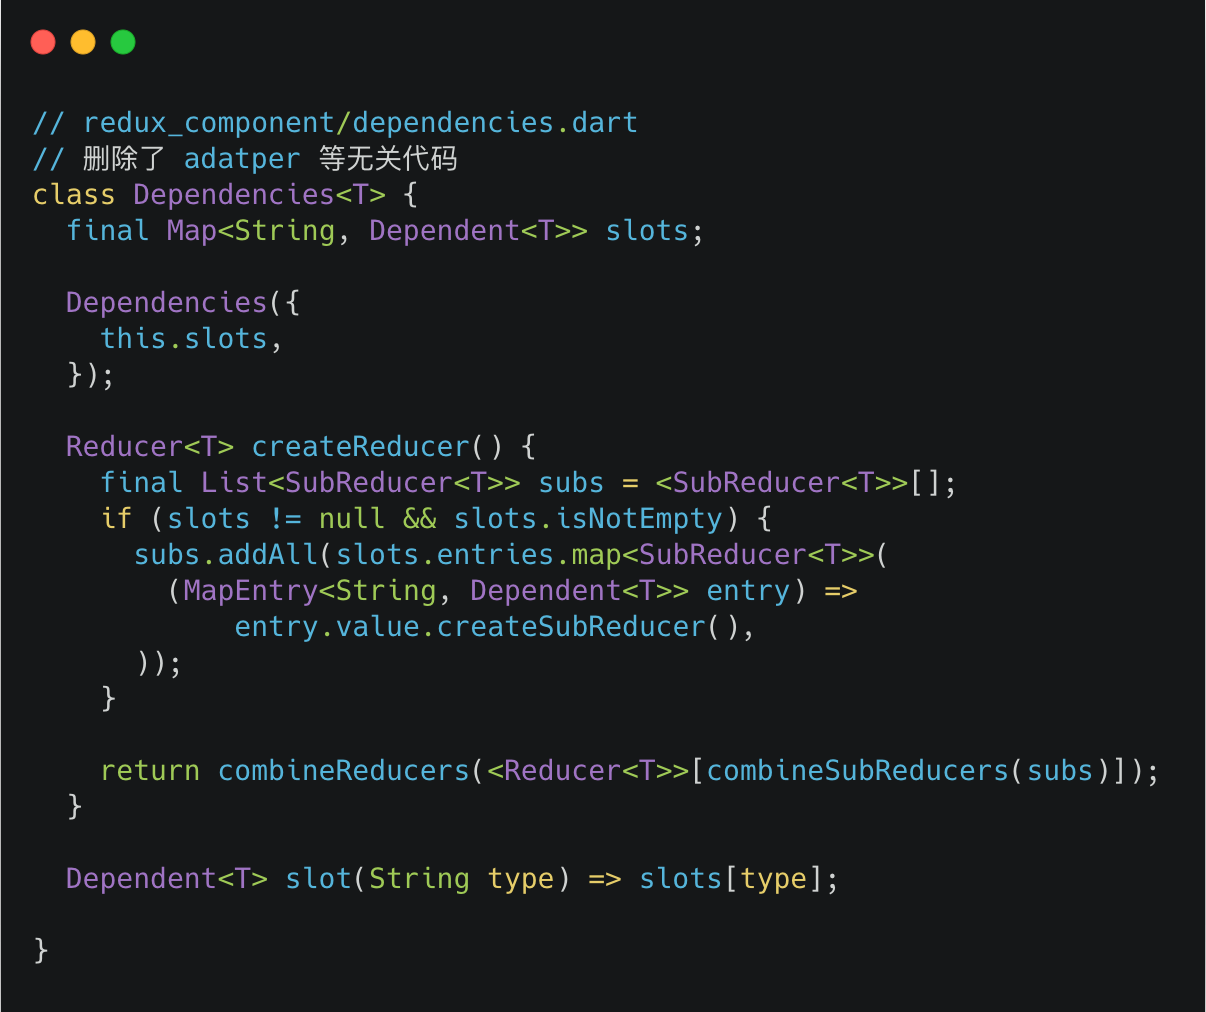 // redux_component/dependencies.dart
// 删除了 adatper 等无关代码
class Dependencies<T> {
  final Map<String, Dependent<T>> slots;

  Dependencies({
    this.slots,
  });

  Reducer<T> createReducer() {
    final List<SubReducer<T>> subs = <SubReducer<T>>[];
    if (slots != null && slots.isNotEmpty) {
      subs.addAll(slots.entries.map<SubReducer<T>>(
        (MapEntry<String, Dependent<T>> entry) =>
            entry.value.createSubReducer(),
      ));
    }

    return combineReducers(<Reducer<T>>[combineSubReducers(subs)]);
  }

  Dependent<T> slot(String type) => slots[type];

}